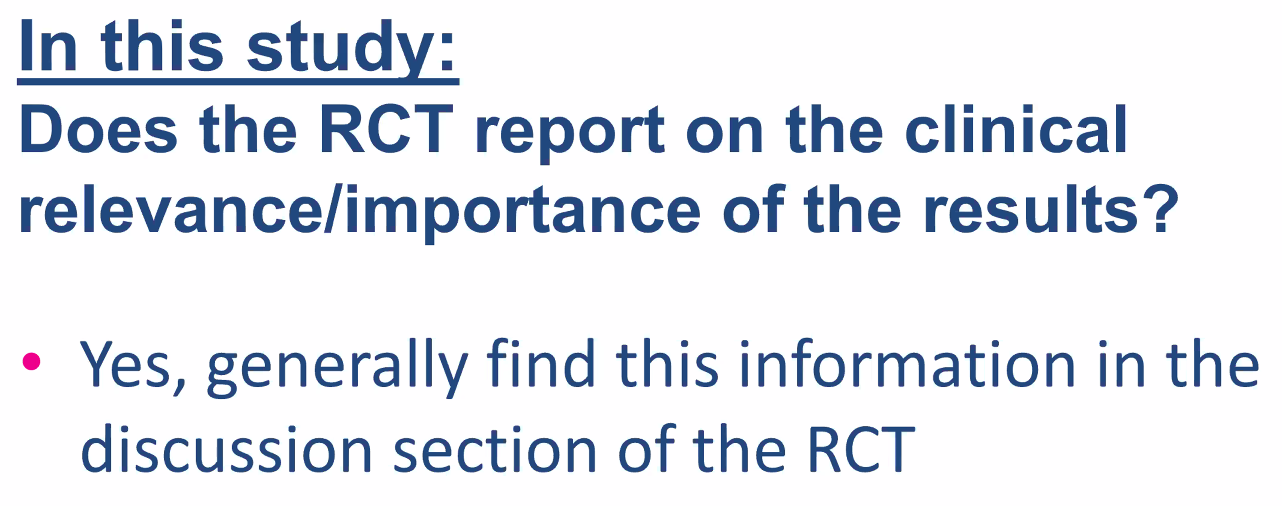 In this study:
Does the RCT report on the clinical
relevance/importance of the results?
• Yes, generally find this information in the
discussion section of the RCT